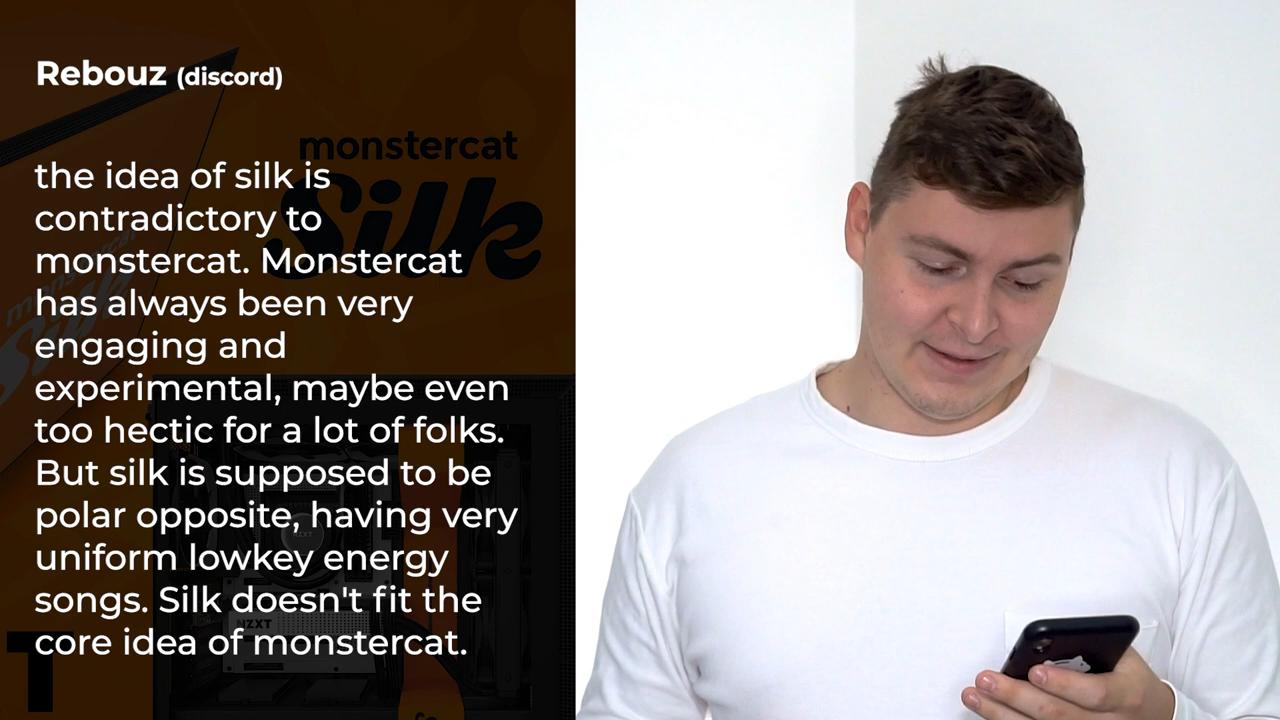 Rebouz (discord)
monstercat
Silk
the idea of silk is
contradictory to
monstercat. Monstercat
has always been very
engaging and
experimental, maybe even
too hectic for a lot of folks.
But silk is supposed to be
polar opposite, having very
uniform lowkey energy
songs. Silk doesn't fit the
core idea of monstercat.
NZXT